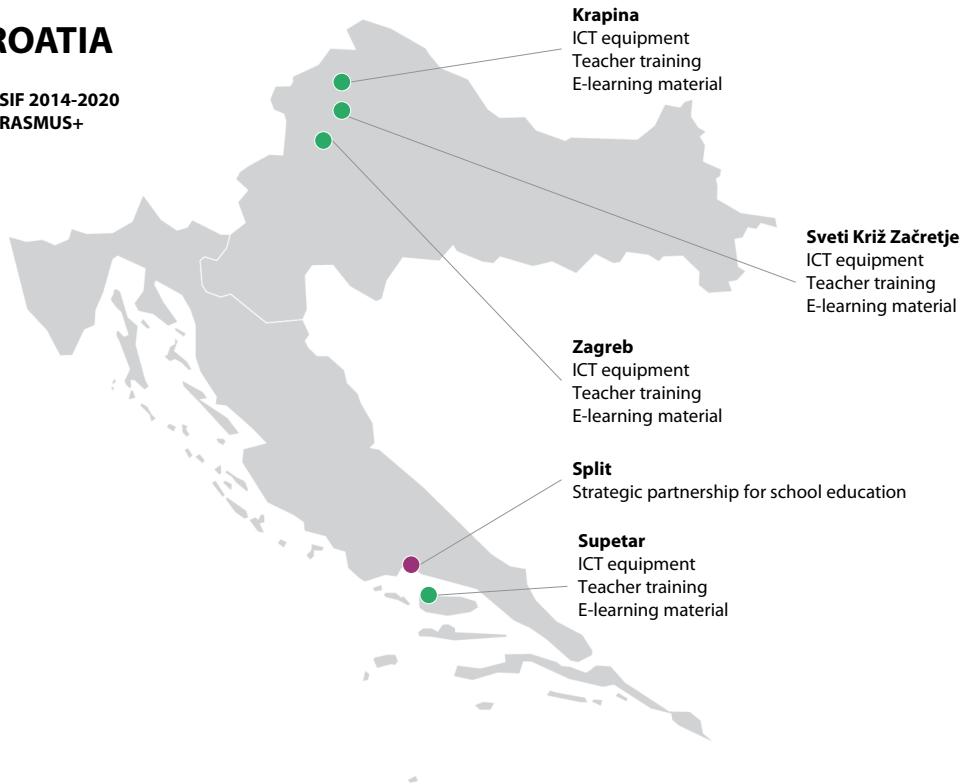 ROATIA
SIF 2014-2020
RASMUS+
Krapina
ICT equipment
Teacher training
E-learning material
Sveti Križ Začretje
ICT equipment
Teacher training
E-learning material
Zagreb
ICT equipment
Teacher training
E-learning material
Split
Strategic partnership for school education
Supetar
ICT equipment
Teacher training
E-learning material